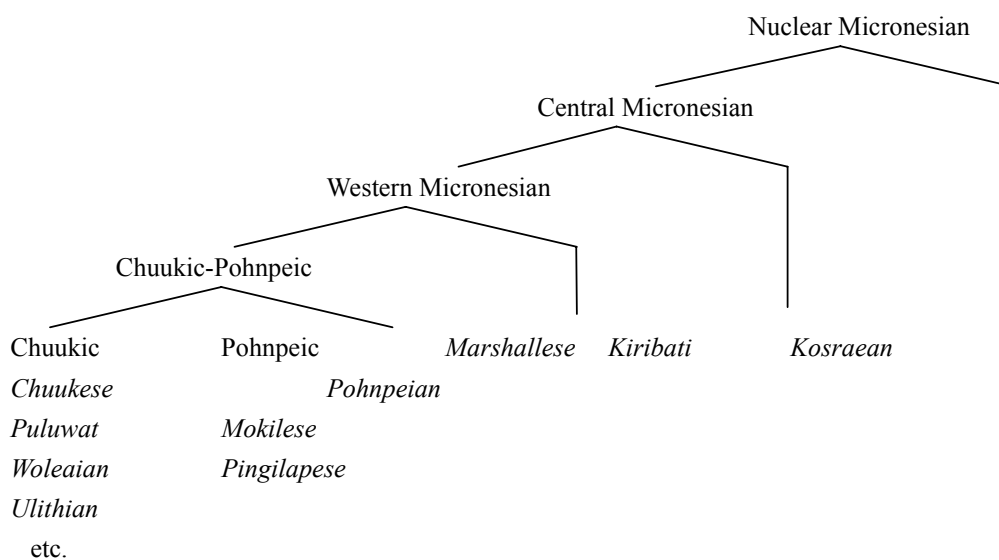 Nuclear Micronesian
Central Micronesian
Western Micronesian
Chuukic-Pohnpeic
Chuukic Pohnpeic Marshallese Kiribati Kosraean
Chuukese Pohnpeian
Puluwat Mokilese
Woleaian Pingilapese
Ulithian
etc.